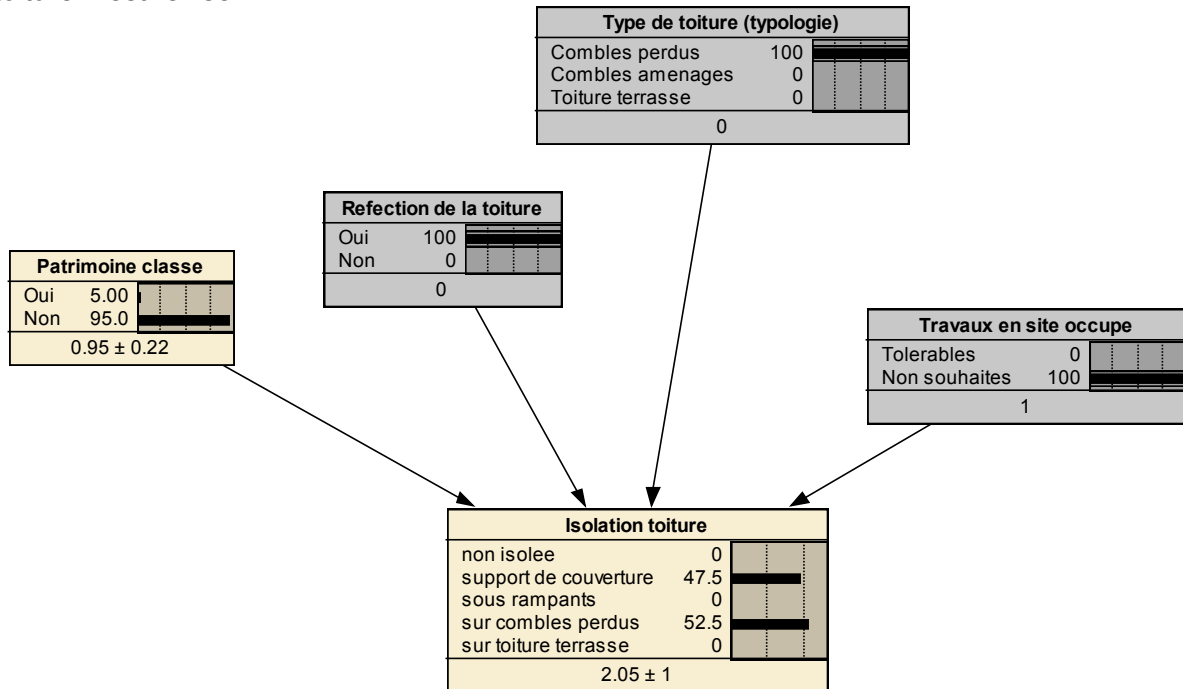 Type de toiture (typologie)
Combles perdus 100
Combles amenages 0
Toiture terrasse 0
0
Refection de la toiture
Oui 100
Non 0
0
Patrimoine classe
Oui 5.00
Non 95.0
0.95 ± 0.22
Travaux en site occupe
Tolerables 0
Non souhaites 100
1
Isolation toiture
non isolee 0
support de couverture 47.5
sous rampants 0
sur combles perdus 52.5
sur toiture terrasse 0
2.05 ± 1